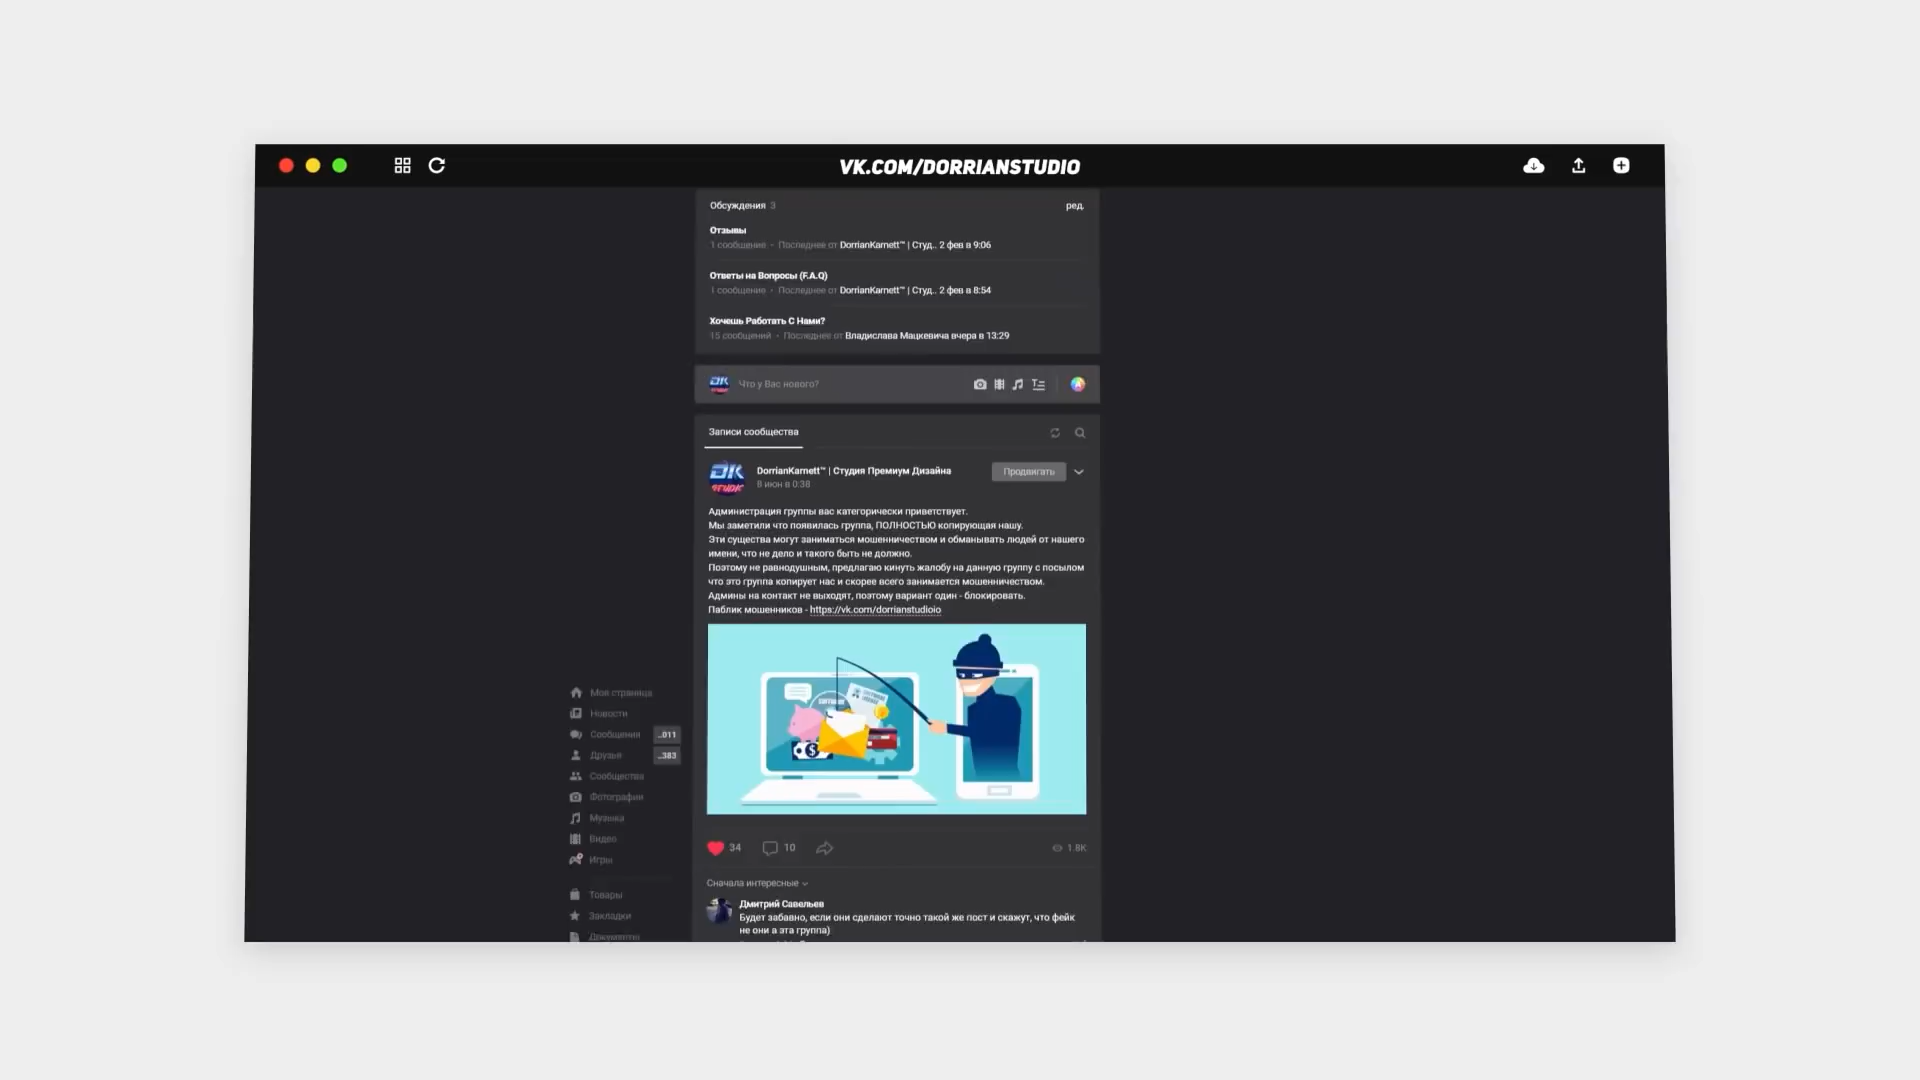 VK.COM/DORRIANSTUDIO
Обсуждения 3
ред.
Отзывы
1 сообщение · Последнее от DorrianKarnett™ | Студ.. 2 фев в 9:06
Ответы на Вопросы (F.A.Q)
1 сообщение · Последнее от DorrianKarnett™ | Студ.. 2 фев в 8:54
Хочешь Работать С Нами?
15 сообщений · Последнее от Владислава Мацкевича вчера в 13:29
Что у Вас нового?
Записи сообщества
DorrianKarnett™ | Студия Премиум Дизайна
8 июн в 0:38
Продвигать
Администрация группы вас категорически приветствует.
Мы заметили что появилась группа, ПОЛНОСТЬЮ копирующая нашу.
Эти существа могут заниматься мошенничеством и обманывать людей от нашего
имени, что не дело и такого быть не должно.
Поэтому не равнодушным, предлагаю кинуть жалобу на данную группу с посылом
что это группа копирует нас и скорее всего занимается мошенничеством.
Админы на контакт не выходят, поэтому вариант один - блокировать.
Паблик мошенников - https://vk.com/dorrianstudioio
34
10
1.8K
Сначала интересные
Дмитрий Савельев
Будет забавно, если они сделают точно такой же пост и скажут, что фейк
не они а эта группа)
Моя страница
Новости
Сообщения ..011
Друзья ..383
Сообщества
Фотографии
Музыка
Видео
Игры
Товары
Закладки
Документы